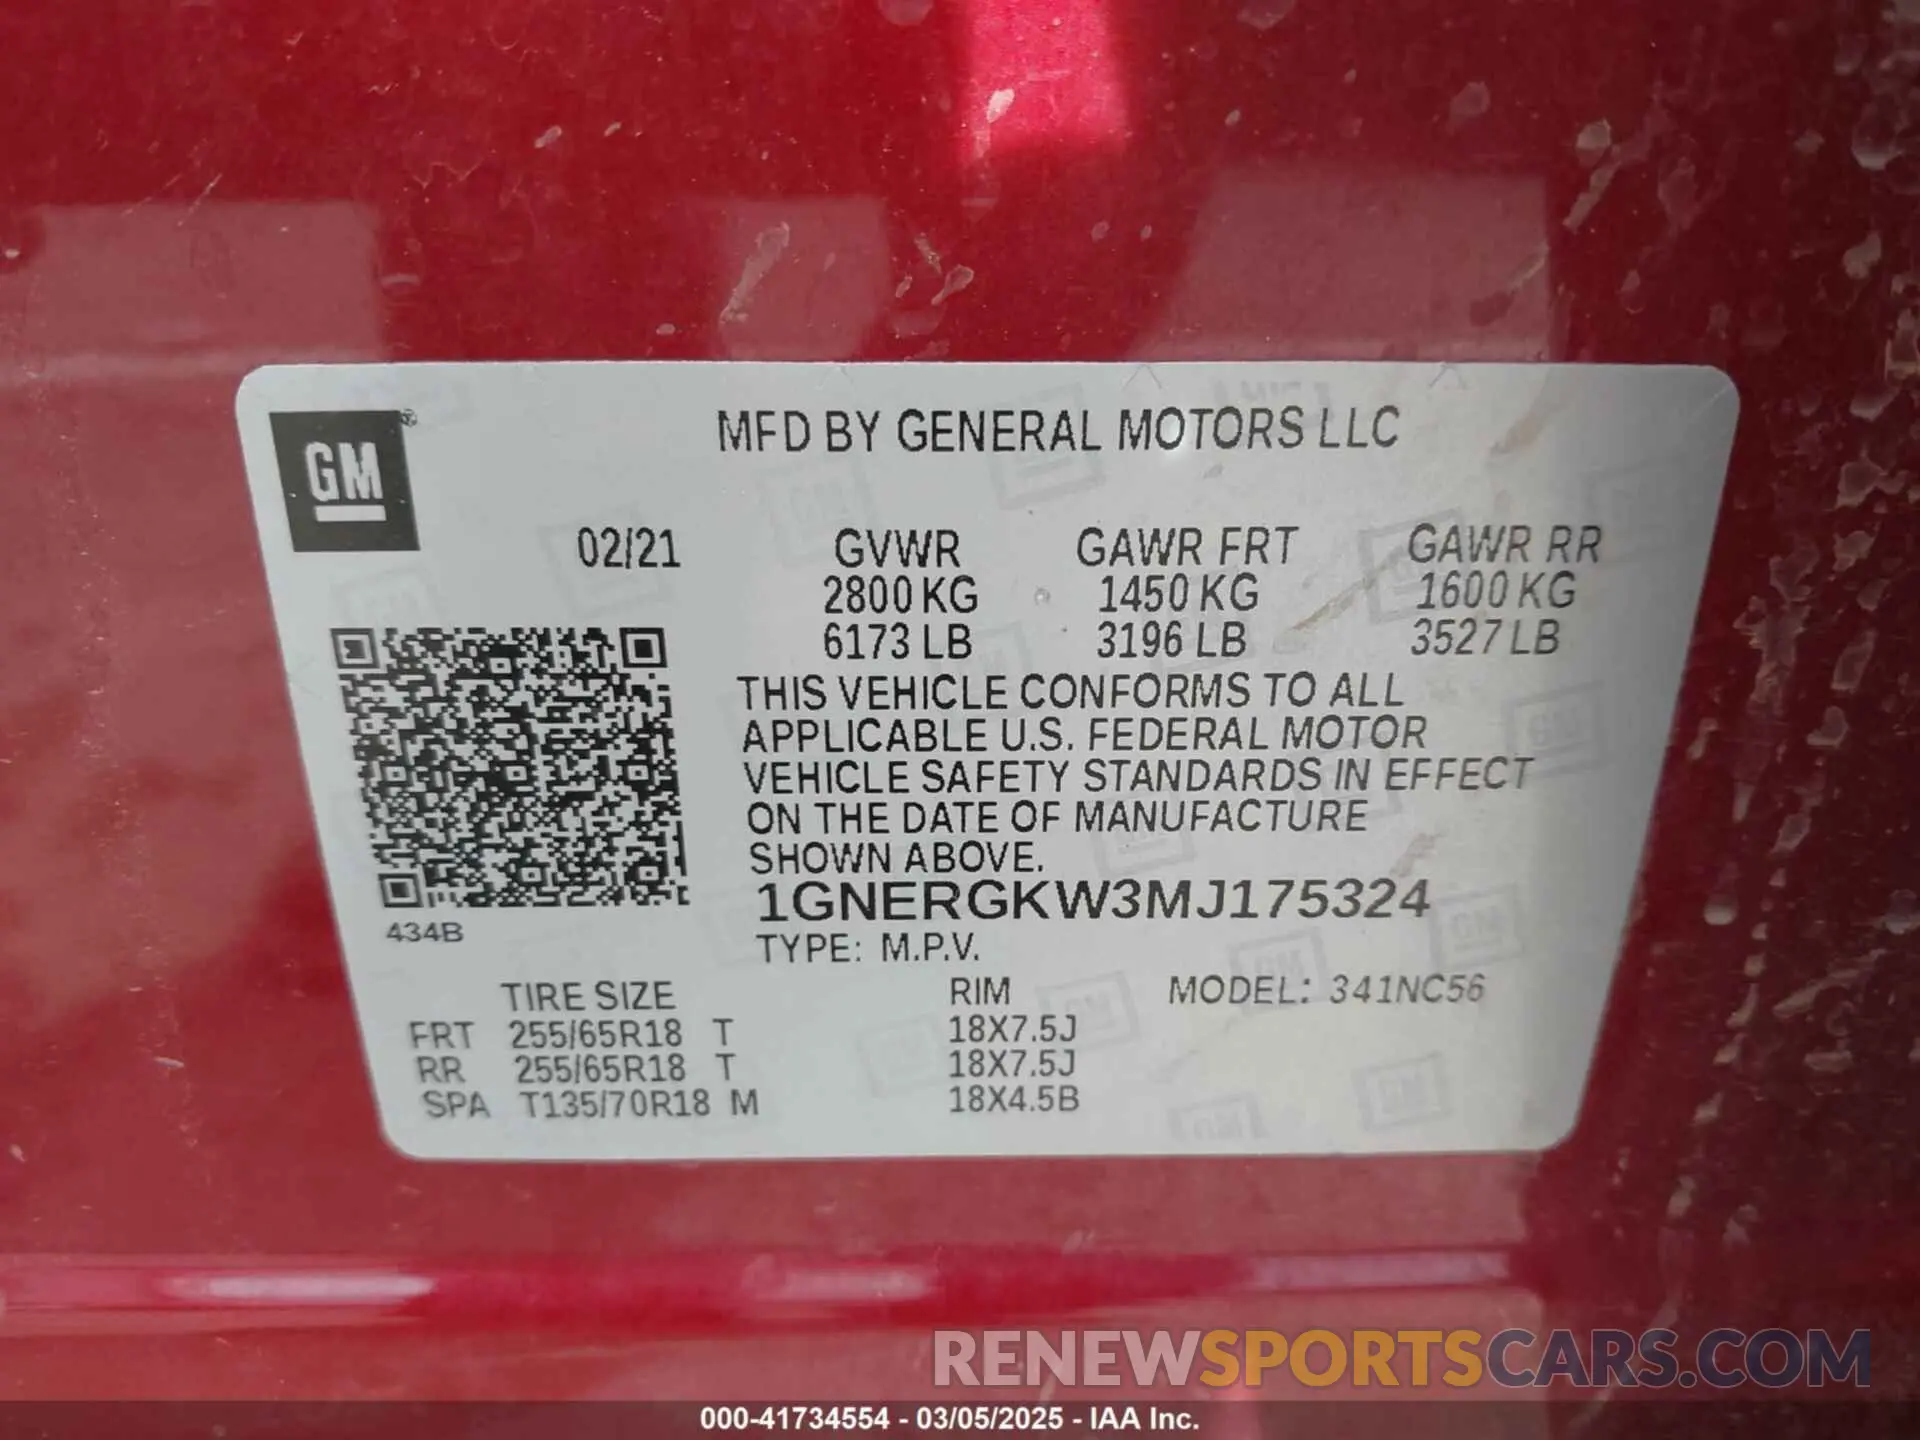 MFD BY GENERAL MOTORS LLC
GM
®
02/21 GVWR GAWR FRT GAWR RR
2800 KG 1450 KG 1600 KG
6173 LB 3196 LB 3527 LB
THIS VEHICLE CONFORMS TO ALL
APPLICABLE U.S. FEDERAL MOTOR
VEHICLE SAFETY STANDARDS IN EFFECT
ON THE DATE OF MANUFACTURE
SHOWN ABOVE.
1GNERGKW3MJ175324
434B
TYPE: M.P.V.
TIRE SIZE RIM MODEL: 341NC56
FRT 255/65R18 T 18X7.5J
RR 255/65R18 T 18X7.5J
SPA T135/70R18 M 18X4.5B
RENEWSPORTSCARS.COM
000-41734554 - 03/05/2025 - IAA Inc.